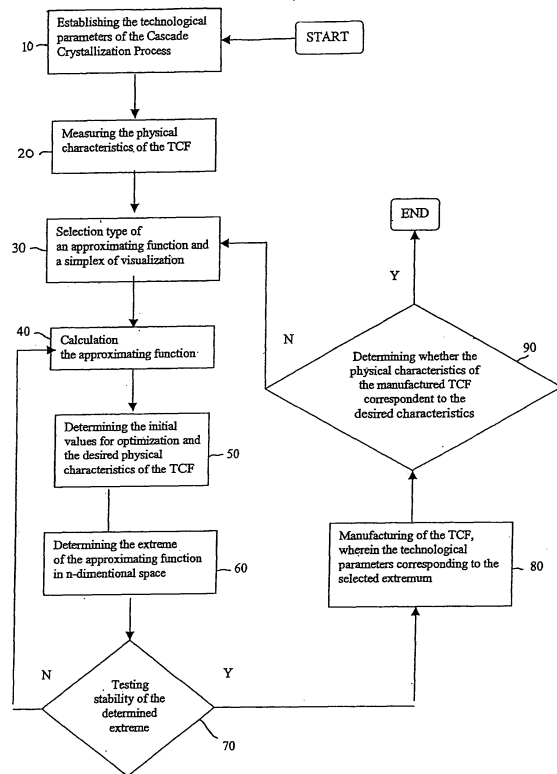 START
10
Establishing the technological
parameters of the Cascade
Crystallization Process
20
Measuring the physical
characteristics of the TCF
30
Selection type of
an approximating function and
a simplex of visualization
40
Calculation
the approximating function
Determining the initial
values for optimization and
the desired physical
characteristics of the TCF
50
Determining the extreme
of the approximating function
in n-dimentional space
60
N
Testing
stability of the
determined
extreme
Y
70
Manufacturing of the TCF,
wherein the technological
parameters corresponding to the
selected extremum
80
N
Determining whether the
physical characteristics of
the manufactured TCF
correspondent to the
desired characteristics
90
Y
END